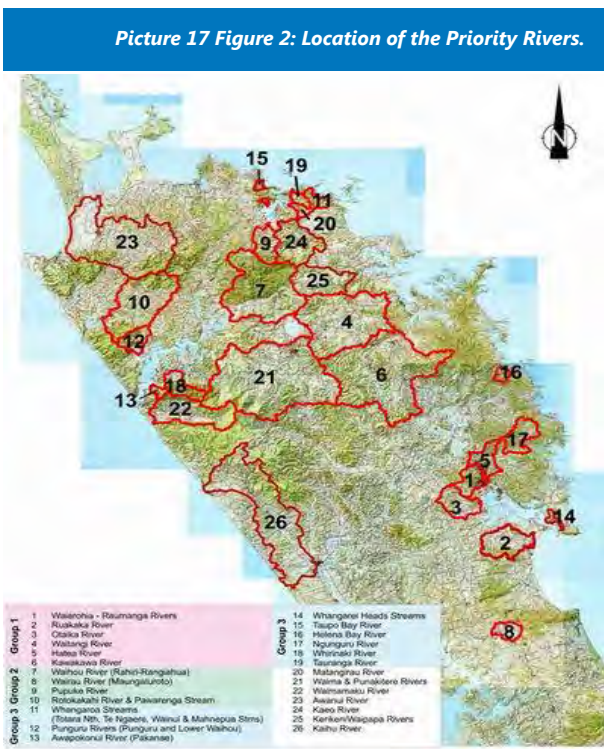 Picture 17 Figure 2: Location of the Priority Rivers.
N
15
19
11
20
9
24
23
25
7
10
4
12
21
6
18
13
22
16
17
5
1
3
26
14
2
8
Group 1
1 Waiarohia - Raumanga Rivers
2 Ruakaka River
3 Otaika River
4 Waitangi River
5 Hatea River
6 Kawakawa River
Group 2
7 Waihou River (Rahiri-Rangiahua)
8 Wairau River (Maungaturoto)
9 Pupuke River
10 Rotokakahi River & Pawarenga Stream
Group 3
11 Whangaroa Streams
(Totara Nth, Te Ngaere, Wainui & Mahnepua Stms)
12 Punguru Rivers (Punguru and Lower Waihou)
13 Awapokonui River (Pakanae)
Group 3
14 Whangarei Heads Streams
15 Taupo Bay River
16 Helena Bay River
17 Ngunguru River
18 Whirinaki River
19 Tauranga River
20 Matangirau River
21 Waima & Punakitere Rivers
22 Waimamaku River
23 Awanui River
24 Kaeo River
25 Kerikeri/Waipapa Rivers
26 Kaihu River